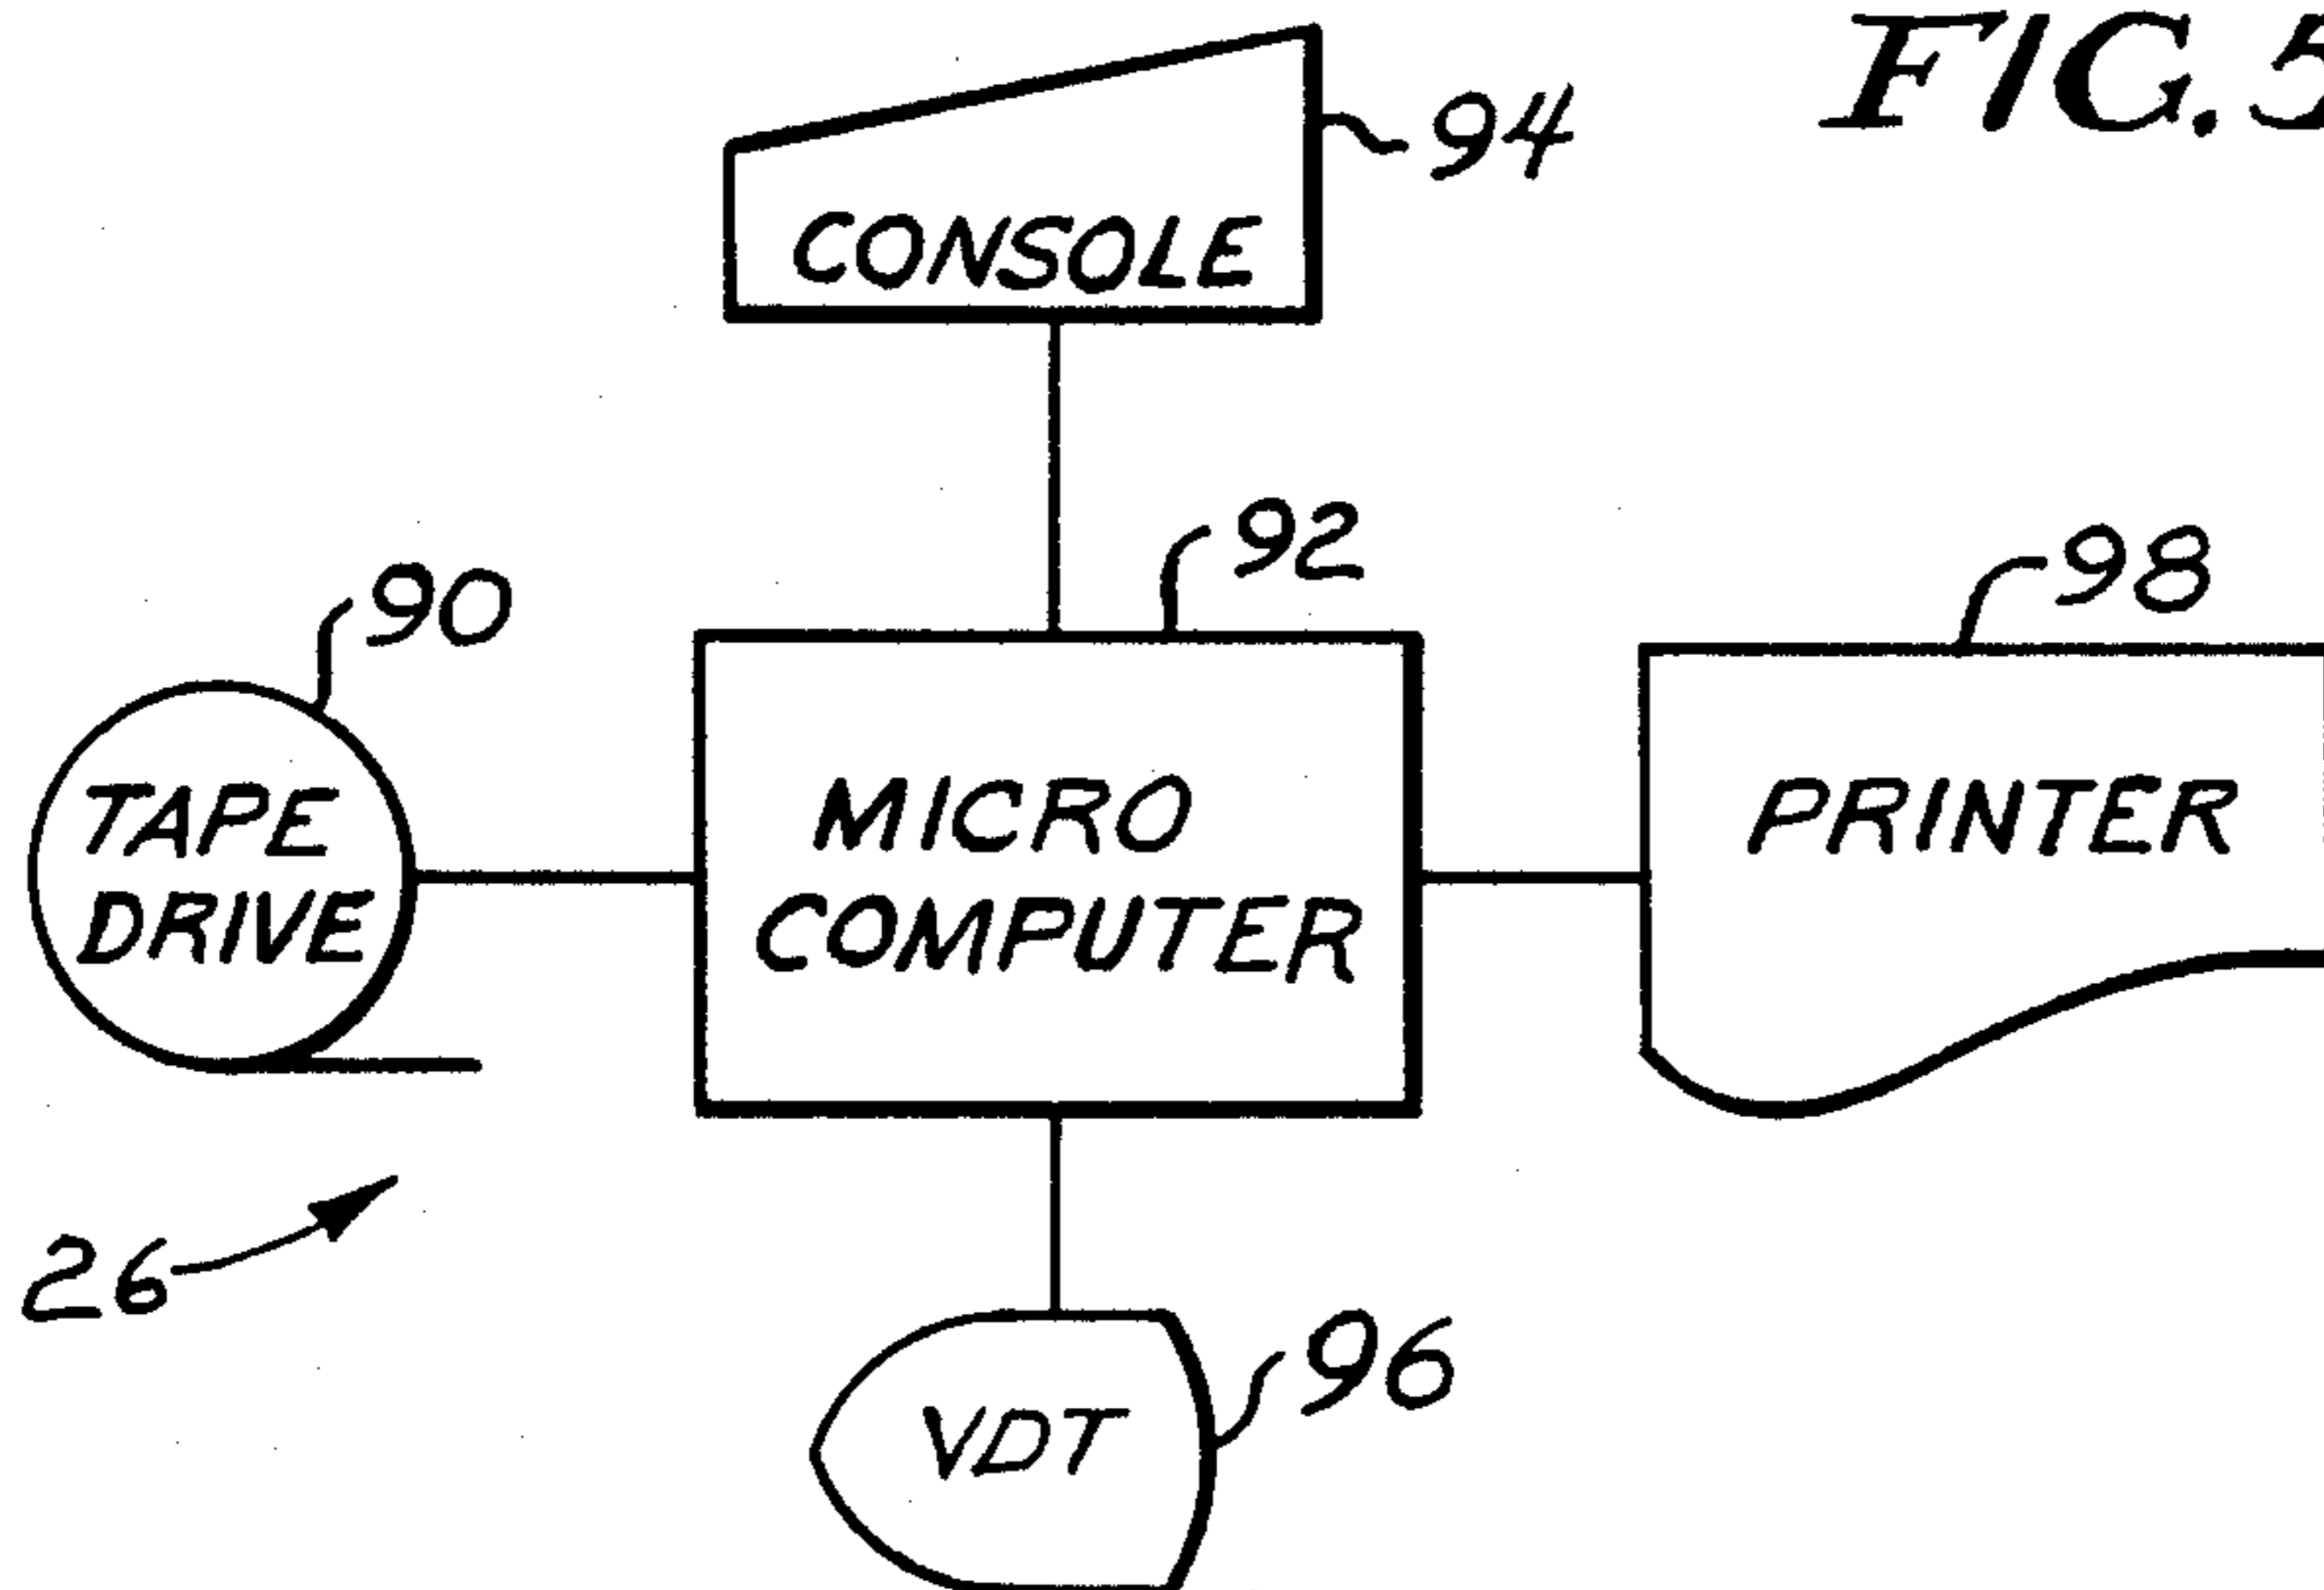 FIG. 5
94
CONSOLE
92
98
90
TAPE
DRIVE
MICRO
COMPUTER
PRINTER
26
96
VDT